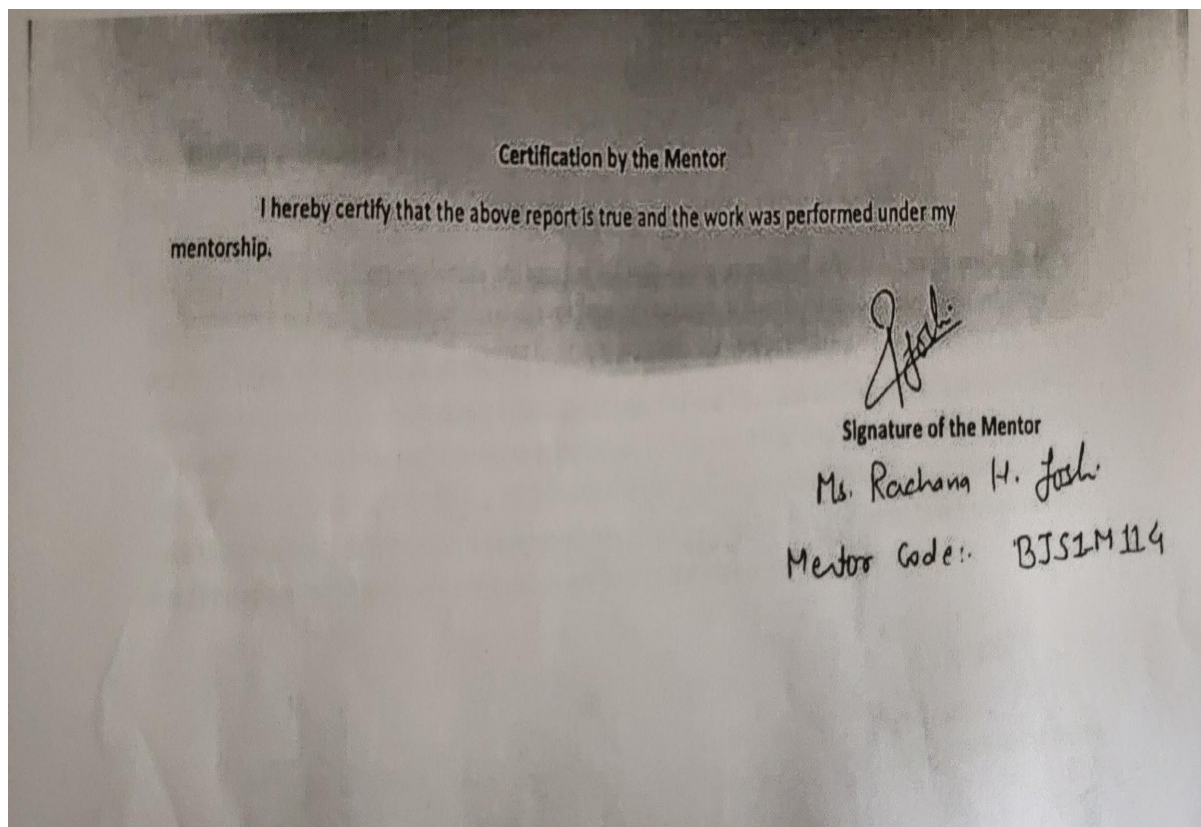 Certification by the Mentor
I hereby certify that the above report is true and the work was performed under my
mentorship.
Joshi
Signature of the Mentor
Ms. Rachana H. Joshi
Mentor Code:- BJS1M114